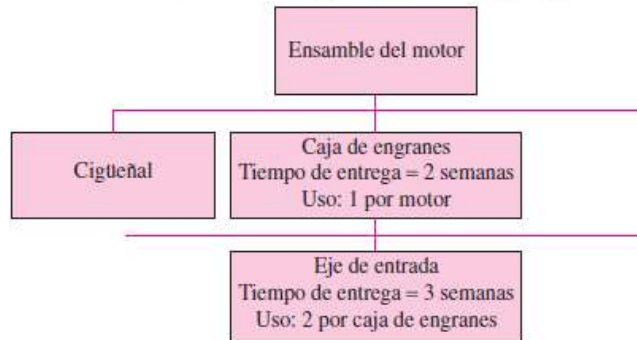 Ensamble del motor
Cigüeñal
Caja de engranes
Tiempo de entrega = 2 semanas
Uso: 1 por motor
Eje de entrada
Tiempo de entrega = 3 semanas
Uso: 2 por caja de engranes